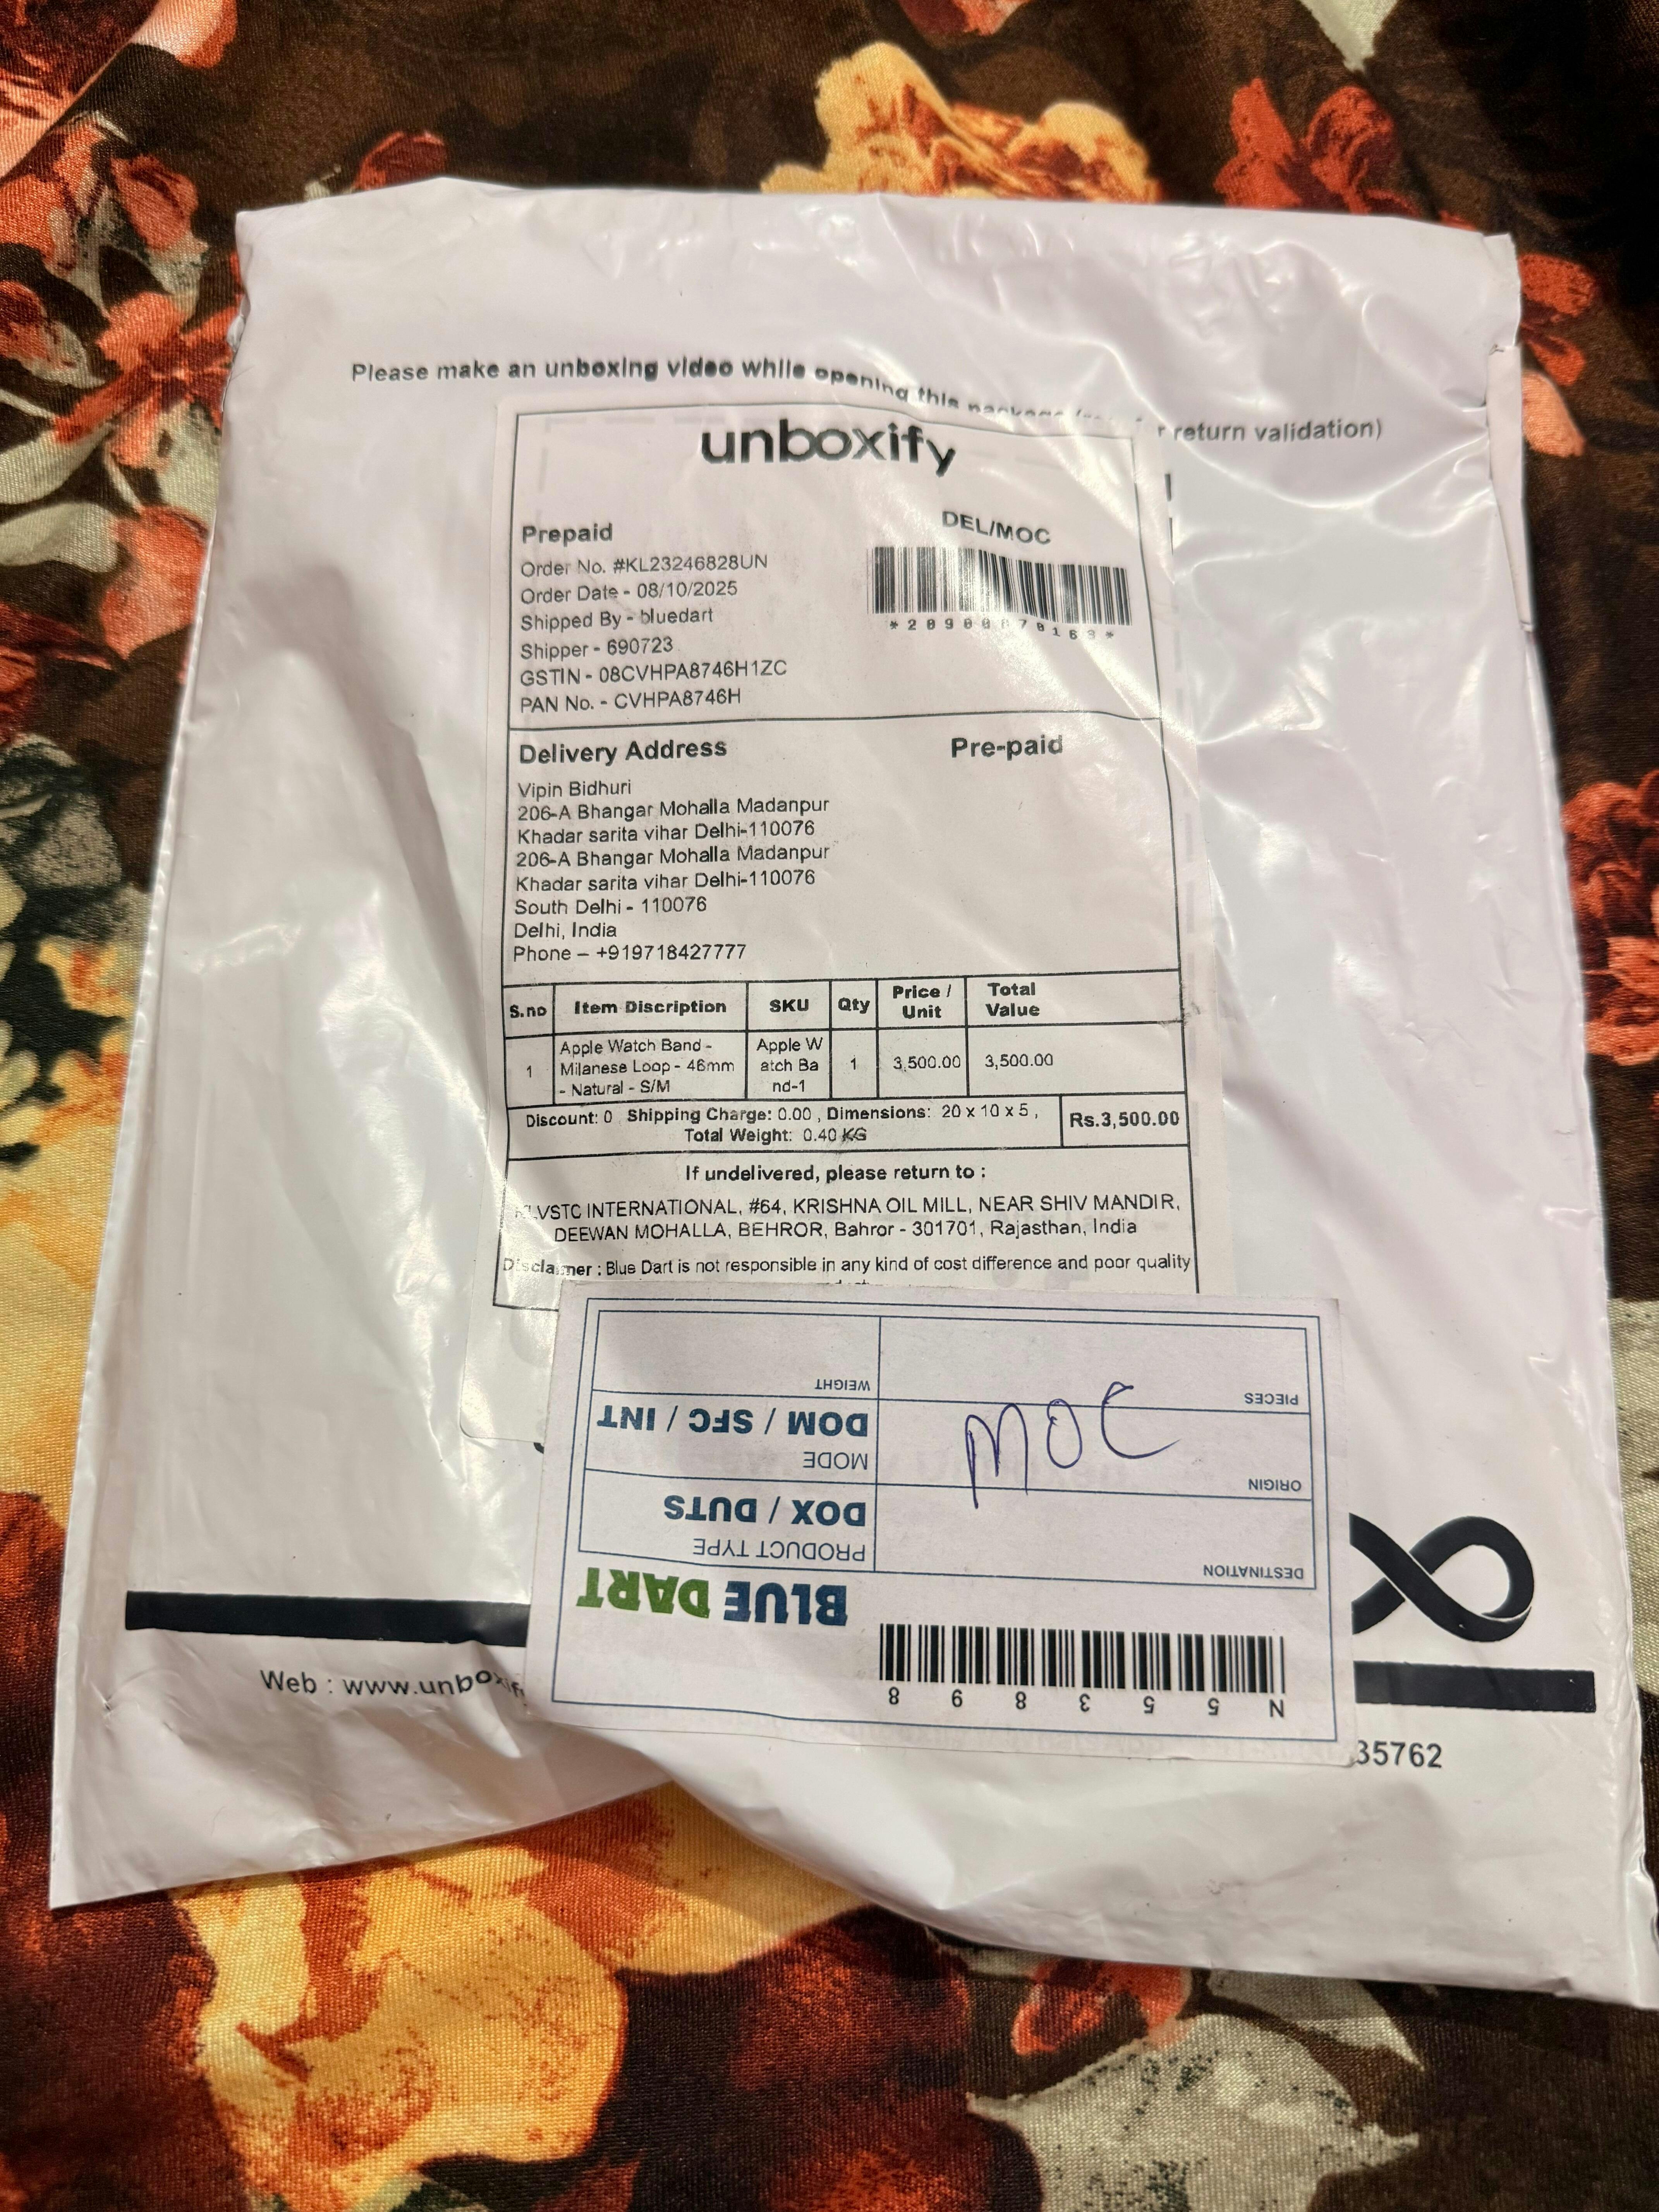 Please make an unboxing video while opening this package
return validation)
unboxify
Prepaid
DEL/MOC
Order No. #KL23246828UN
Order Date - 08/10/2025
Shipped By - bluedart
Shipper - 690723
GSTIN - 08CVHPA8746H1ZC
PAN No. - CVHPA8746H
Delivery Address
Pre-paid
Vipin Bidhuri
206-A Bhangar Mohalla Madanpur
Khadar sarita vihar Delhi-110076
206-A Bhangar Mohalla Madanpur
Khadar sarita vihar Delhi-110076
South Delhi - 110076
Delhi, India
Phone – +919718427777
S.no Item Discription SKU Qty Price / Unit Total Value
1 Apple Watch Band - Milanese Loop - 46mm - Natural - S/M Apple W atch Ba nd-1 1 3,500.00 3,500.00
Discount: 0 Shipping Charge: 0.00 , Dimensions: 20 x 10 x 5 ,
Total Weight: 0.40 KG
Rs.3,500.00
If undelivered, please return to :
INTERNATIONAL, #64, KRISHNA OIL MILL, NEAR SHIV MANDIR,
DEEWAN MOHALLA, BEHROR, Bahror - 301701, Rajasthan, India
Disclaimer : Blue Dart is not responsible in any kind of cost difference and poor quality
N 5 5 3 8 9 8
BLUE DART
DESTINATION
PRODUCT TYPE
DOX / DUTS
ORIGIN
MOC
MODE
DOM / SFC / INT
PIECES
WEIGHT
Web :
35762